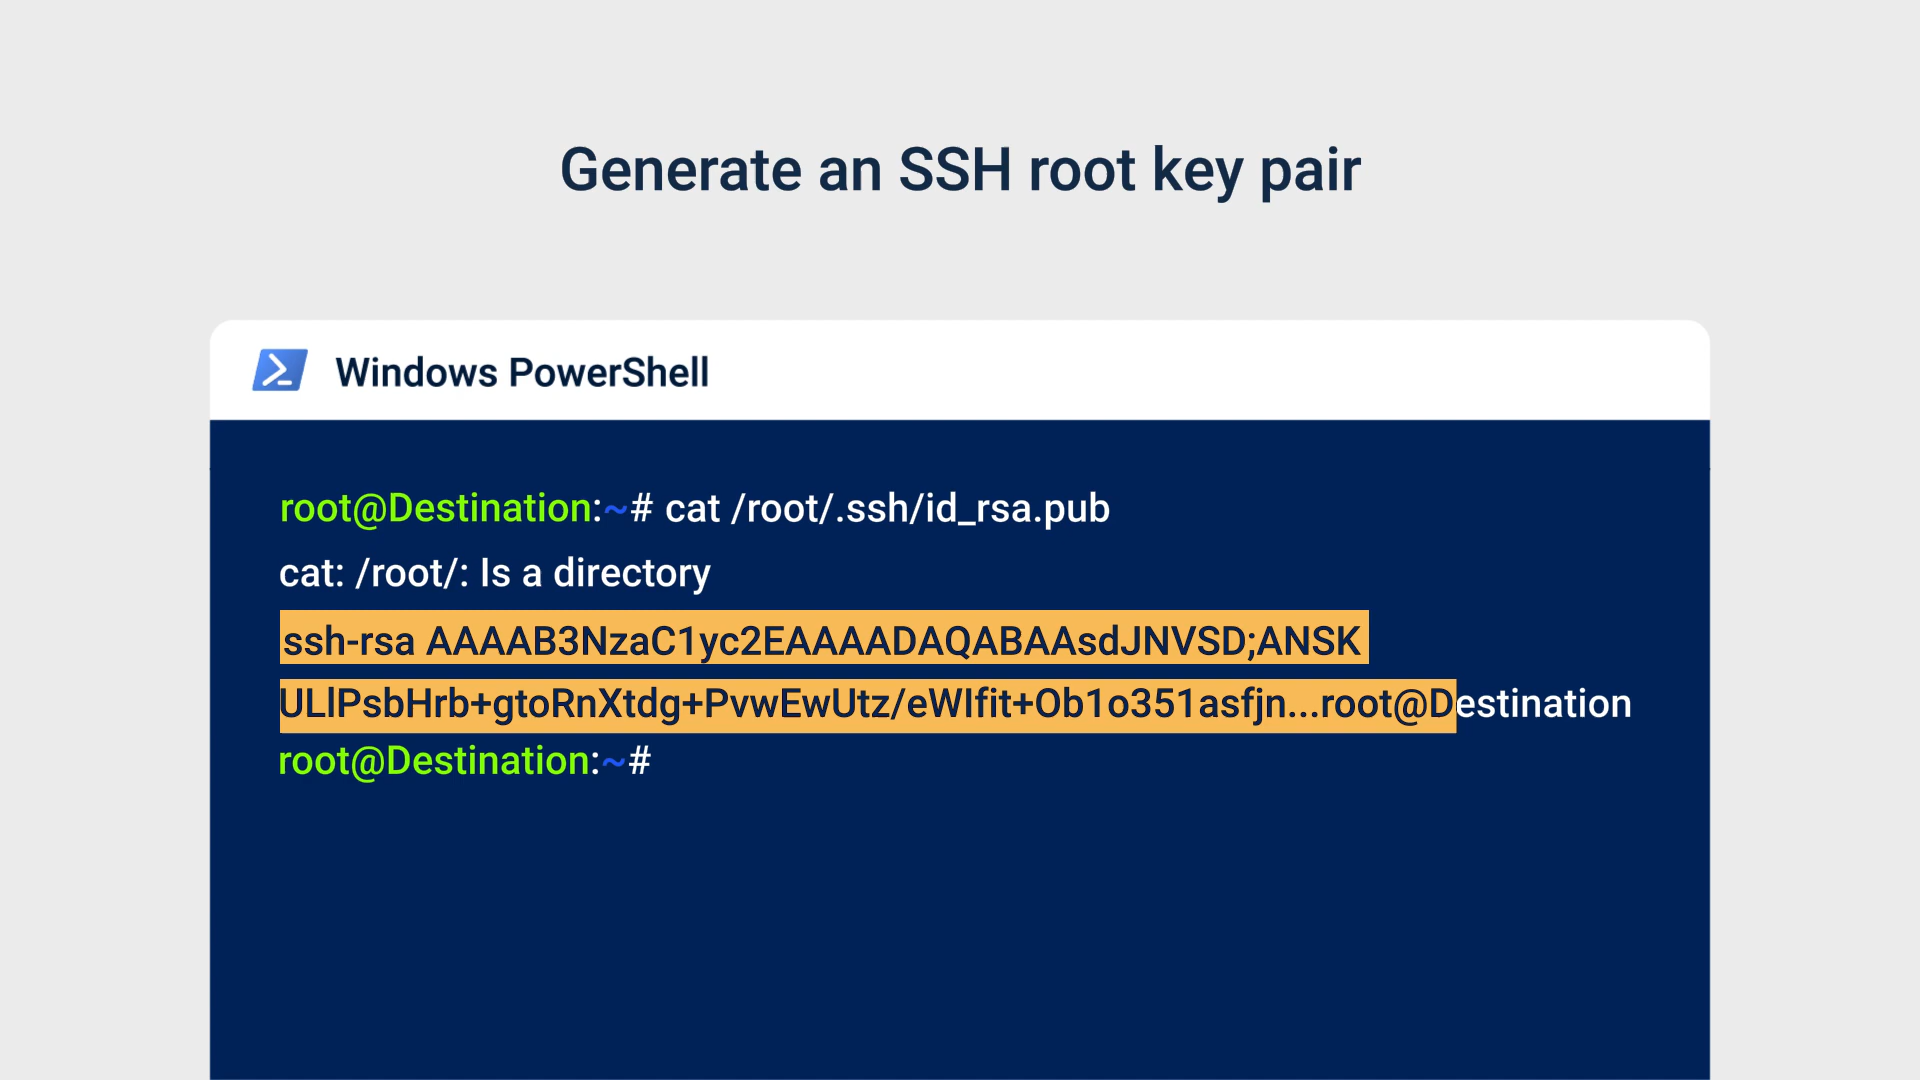 Generate an SSH root key pair
Windows PowerShell
root@Destination:~# cat /root/.ssh/id_rsa.pub
cat: /root/: Is a directory
ssh-rsa AAAAB3NzaC1yc2EAAAADAQABAAsdJNVSD;ANSK
ULlPsbHrb+gtoRnXtdg+PvwEwUtz/eWIfit+Ob1o351asfjn...root@Destination
root@Destination:~#